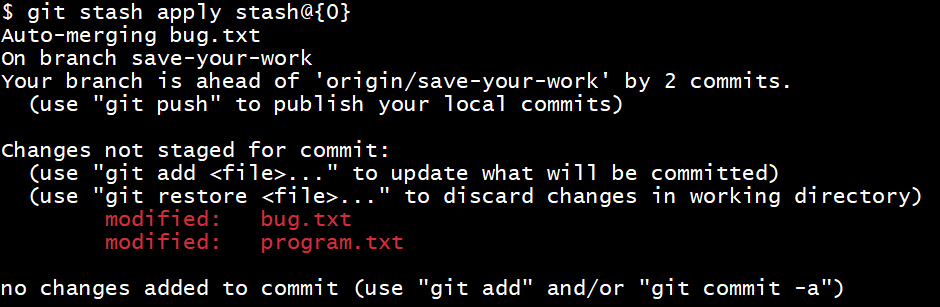 $ git stash apply stash@{0}
Auto-merging bug.txt
On branch save-your-work
Your branch is ahead of 'origin/save-your-work' by 2 commits.
  (use "git push" to publish your local commits)

Changes not staged for commit:
  (use "git add <file>..." to update what will be committed)
  (use "git restore <file>..." to discard changes in working directory)
        modified:   bug.txt
        modified:   program.txt

no changes added to commit (use "git add" and/or "git commit -a")